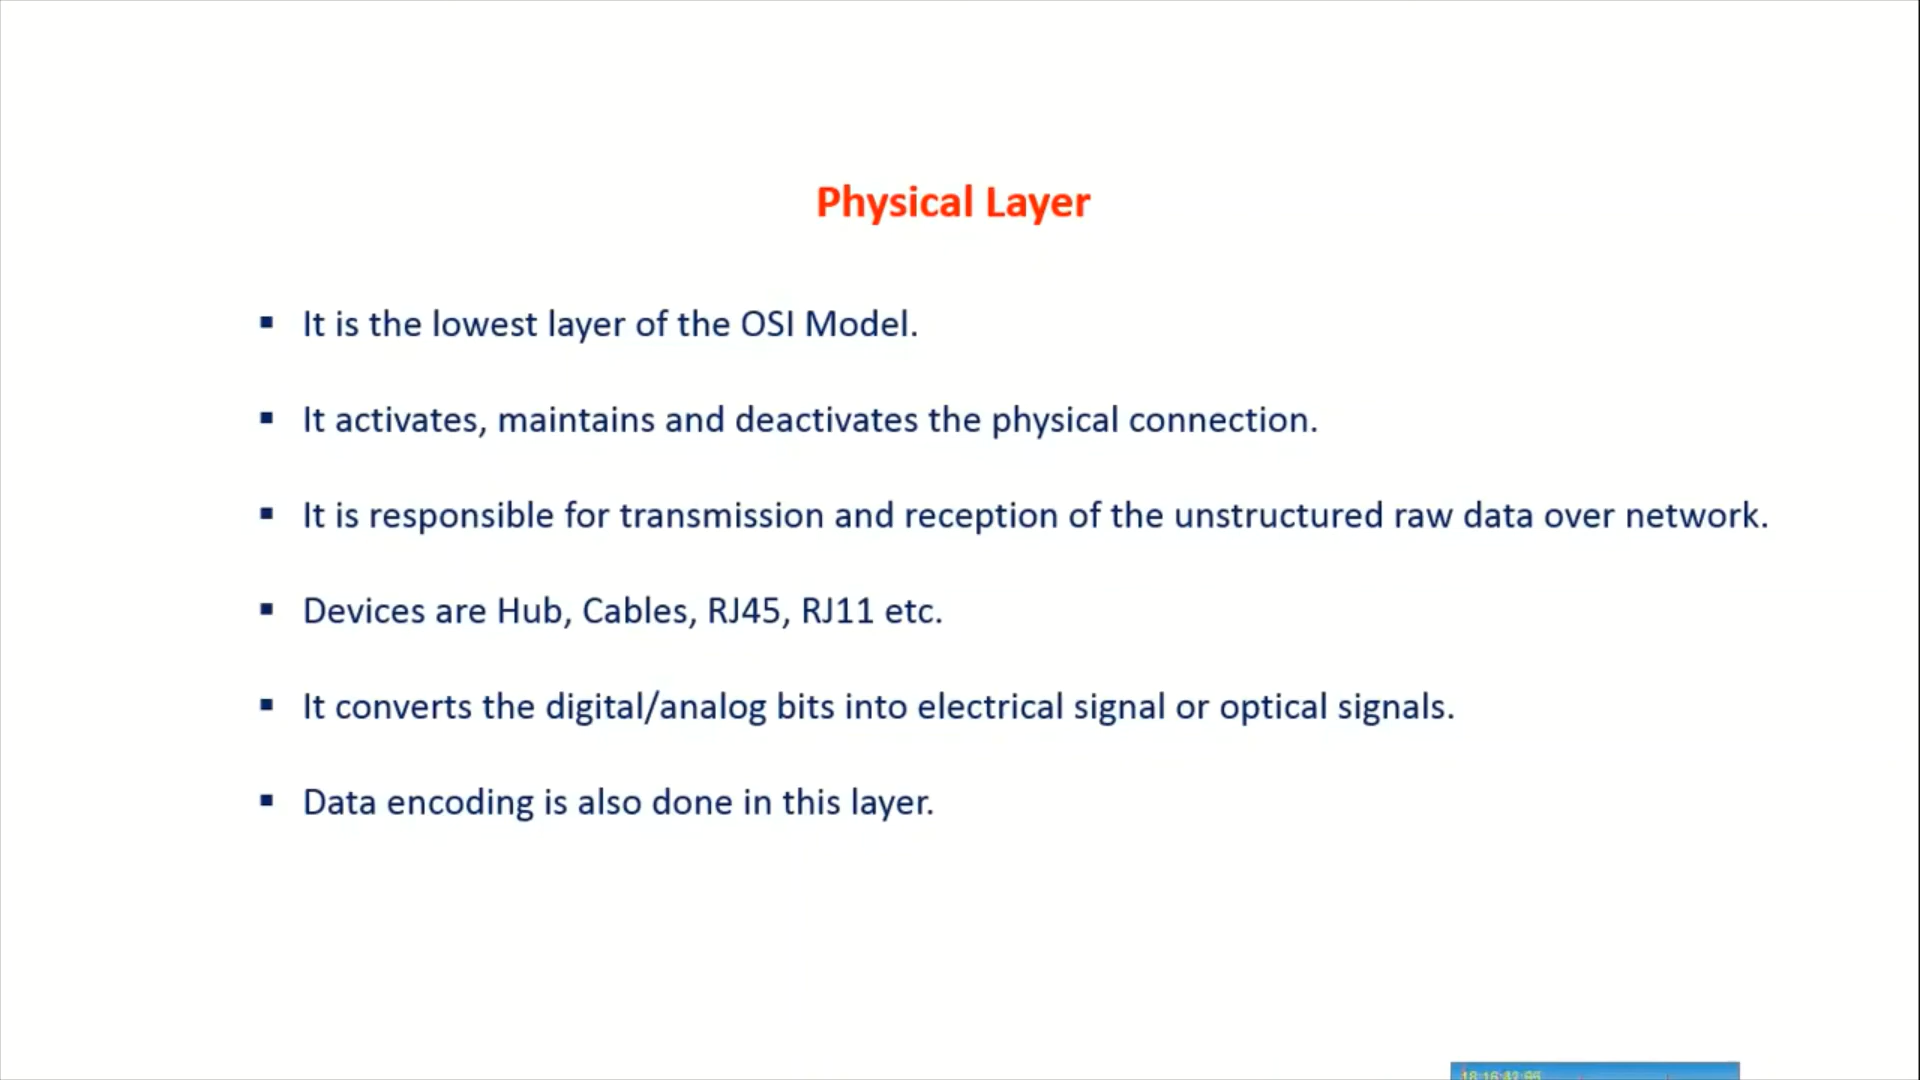 Physical Layer
▪ It is the lowest layer of the OSI Model.
▪ It activates, maintains and deactivates the physical connection.
▪ It is responsible for transmission and reception of the unstructured raw data over network.
▪ Devices are Hub, Cables, RJ45, RJ11 etc.
▪ It converts the digital/analog bits into electrical signal or optical signals.
▪ Data encoding is also done in this layer.